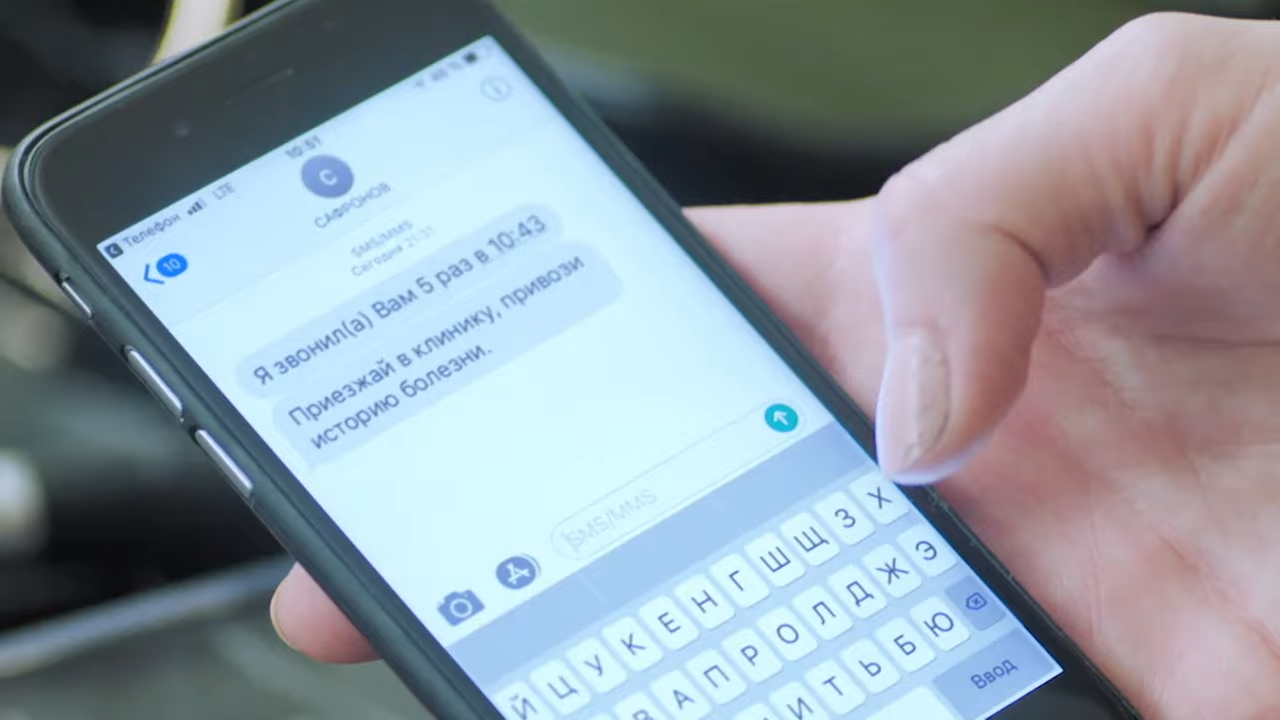 10:51
Телефон LTE
10
С
САФРОНОВ
SMS/MMS
Сегодня 21:31
Я звонил(а) Вам 5 раз в 10:43
Приезжай в клинику, привози
историю болезни.
SMS/MMS
Й Ц У К Е Н Г Ш Щ З Х
В А П Р О Л Д Ж Э
И Т Ь Б Ю
Ввод